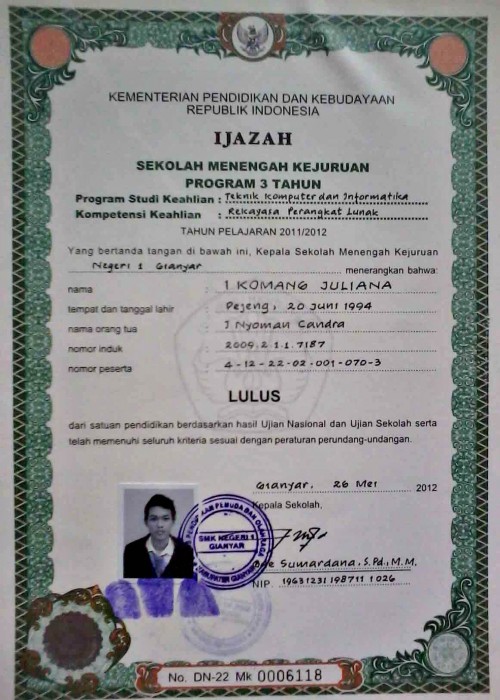 KEMENTERIAN PENDIDIKAN DAN KEBUDAYAAN
REPUBLIK INDONESIA
IJAZAH
SEKOLAH MENENGAH KEJURUAN
PROGRAM 3 TAHUN
Program Studi Keahlian : Teknik Komputer dan Informatika
Kompetensi Keahlian : Rekayasa Perangkat Lunak
TAHUN PELAJARAN 2011/2012
Yang bertanda tangan di bawah ini, Kepala Sekolah Menengah Kejuruan
Negeri 1 Gianyar menerangkan bahwa:
nama : I KOMANG JULIANA
tempat dan tanggal lahir : Pejeng, 20 Juni 1994
nama orang tua : I Nyoman Candra
nomor induk : 2009.2.1.1.7187
nomor peserta : 4-12-22-02-001-070-3
LULUS
dari satuan pendidikan berdasarkan hasil Ujian Nasional dan Ujian Sekolah serta
telah memenuhi seluruh kriteria sesuai dengan peraturan perundang-undangan.
Gianyar, 26 Mei 2012
Kepala Sekolah,
SMK NEGERI 1
GIANYAR
Sumardana, S.Pd., M.M.
NIP. 19631231 198711 1 026
No. DN-22 Mk 0006118